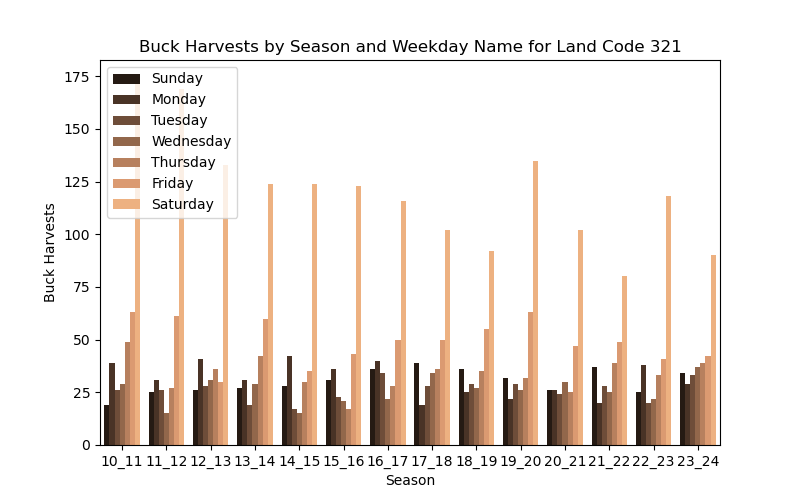 Buck Harvests by Season and Weekday Name for Land Code 321
Buck Harvests
175
150
125
100
75
50
25
0
Sunday
Monday
Tuesday
Wednesday
Thursday
Friday
Saturday
10_11 11_12 12_13 13_14 14_15 15_16 16_17 17_18 18_19 19_20 20_21 21_22 22_23 23_24
Season